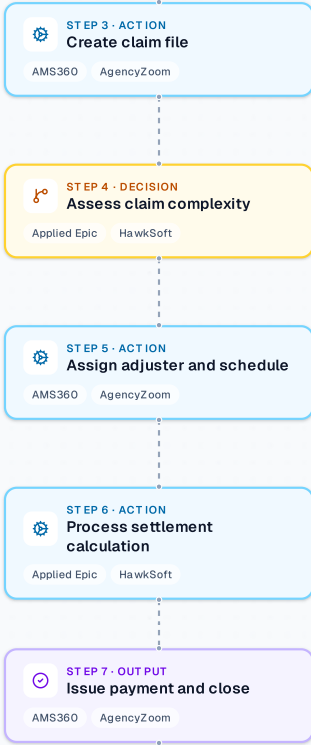 STEP 3 · ACTION
Create claim file
AMS360 AgencyZoom
STEP 4 · DECISION
Assess claim complexity
Applied Epic HawkSoft
STEP 5 · ACTION
Assign adjuster and schedule
AMS360 AgencyZoom
STEP 6 · ACTION
Process settlement
calculation
Applied Epic HawkSoft
STEP 7 · OUTPUT
Issue payment and close
AMS360 AgencyZoom